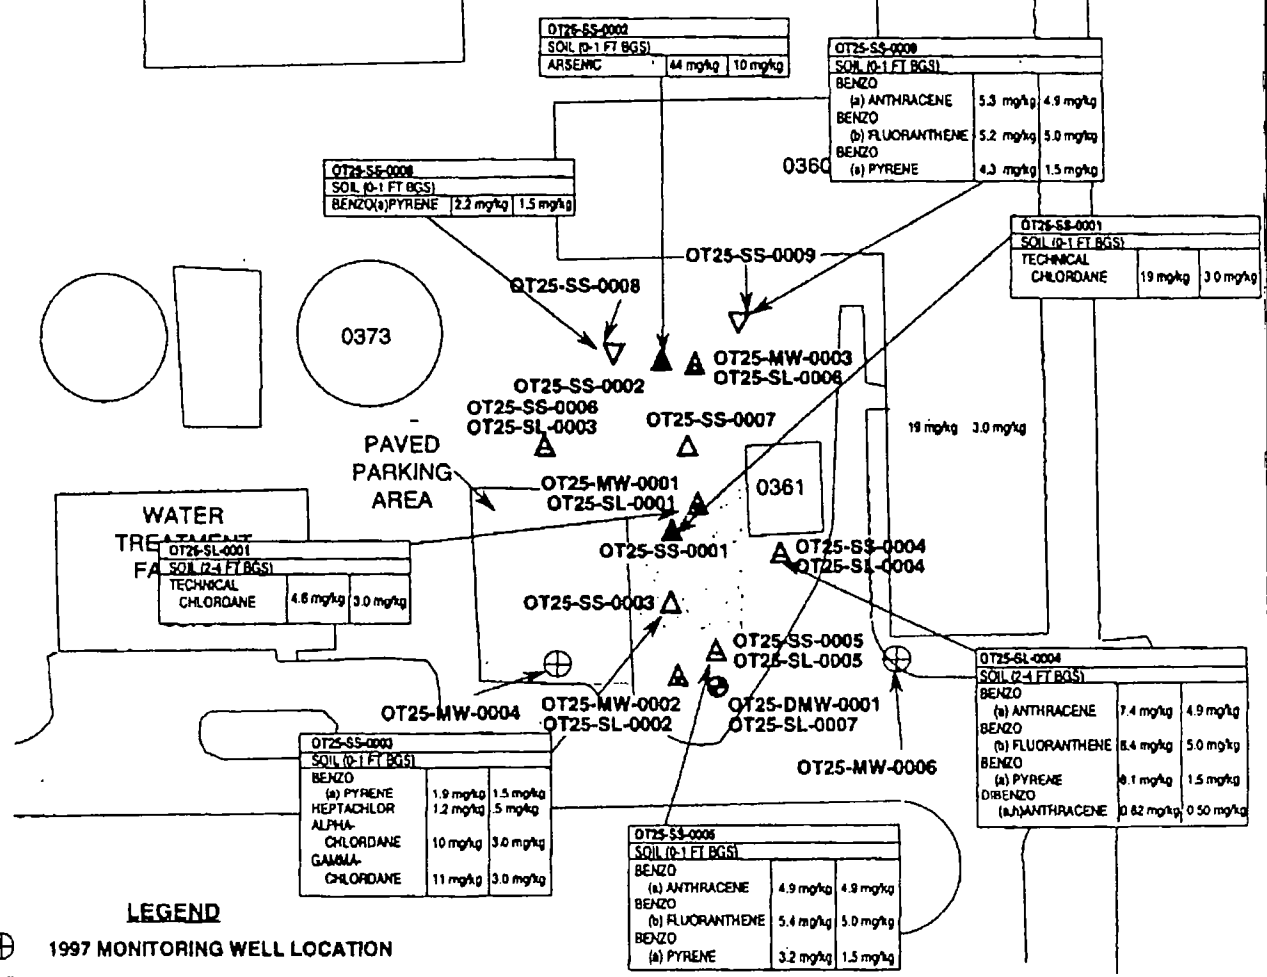 OT25-SS-0002
SOIL (0-1 FT BGS)
ARSENIC 44 mg/kg 10 mg/kg
OT25-SS-0009
SOIL (0-1 FT BGS)
BENZO
(a) ANTHRACENE 5.3 mg/kg 4.9 mg/kg
BENZO
(b) FLUORANTHENE 5.2 mg/kg 5.0 mg/kg
BENZO
(a) PYRENE 4.3 mg/kg 1.5 mg/kg
0360
OT25-SS-0008
SOIL (0-1 FT BGS)
BENZO(a)PYRENE 2.2 mg/kg 1.5 mg/kg
OT25-SS-0001
SOIL (0-1 FT BGS)
TECHNICAL
CHLORDANE 19 mg/kg 3.0 mg/kg
OT25-SS-0009
OT25-SS-0008
0373
OT25-MW-0003
OT25-SL-0006
OT25-SS-0002
OT25-SS-0006
OT25-SL-0003
OT25-SS-0007
19 mg/kg 3.0 mg/kg
PAVED
PARKING
AREA
OT25-MW-0001
OT25-SL-0001
0361
WATER
TREATMENT
FA
OT25-SL-0001
SOIL (2-4 FT BGS)
TECHNICAL
CHLORDANE 4.6 mg/kg 3.0 mg/kg
OT25-SS-0001
OT25-SS-0004
OT25-SL-0004
OT25-SS-0003
OT25-SS-0005
OT25-SL-0005
OT25-MW-0004
OT25-MW-0002
OT25-SL-0002
OT25-DMW-0001
OT25-SL-0007
OT25-MW-0006
OT25-SL-0004
SOIL (2-4 FT BGS)
BENZO
(a) ANTHRACENE 7.4 mg/kg 4.9 mg/kg
BENZO
(b) FLUORANTHENE mg/kg 5.0 mg/kg
BENZO
(a) PYRENE mg/kg 1.5 mg/kg
DIBENZO
(a,h)ANTHRACENE 0.62 mg/kg 0.50 mg/kg
OT25-SS-0003
SOIL (0-1 FT BGS)
BENZO
(a) PYRENE 1.9 mg/kg 1.5 mg/kg
HEPTACHLOR 1.2 mg/kg .5 mg/kg
ALPHA-
CHLORDANE 10 mg/kg 3.0 mg/kg
GAMMA-
CHLORDANE 11 mg/kg 3.0 mg/kg
OT25-SS-0005
SOIL (0-1 FT BGS)
BENZO
(a) ANTHRACENE 4.9 mg/kg 4.9 mg/kg
BENZO
(b) FLUORANTHENE 5.4 mg/kg 5.0 mg/kg
BENZO
(a) PYRENE 3.2 mg/kg 1.5 mg/kg
LEGEND
1997 MONITORING WELL LOCATION